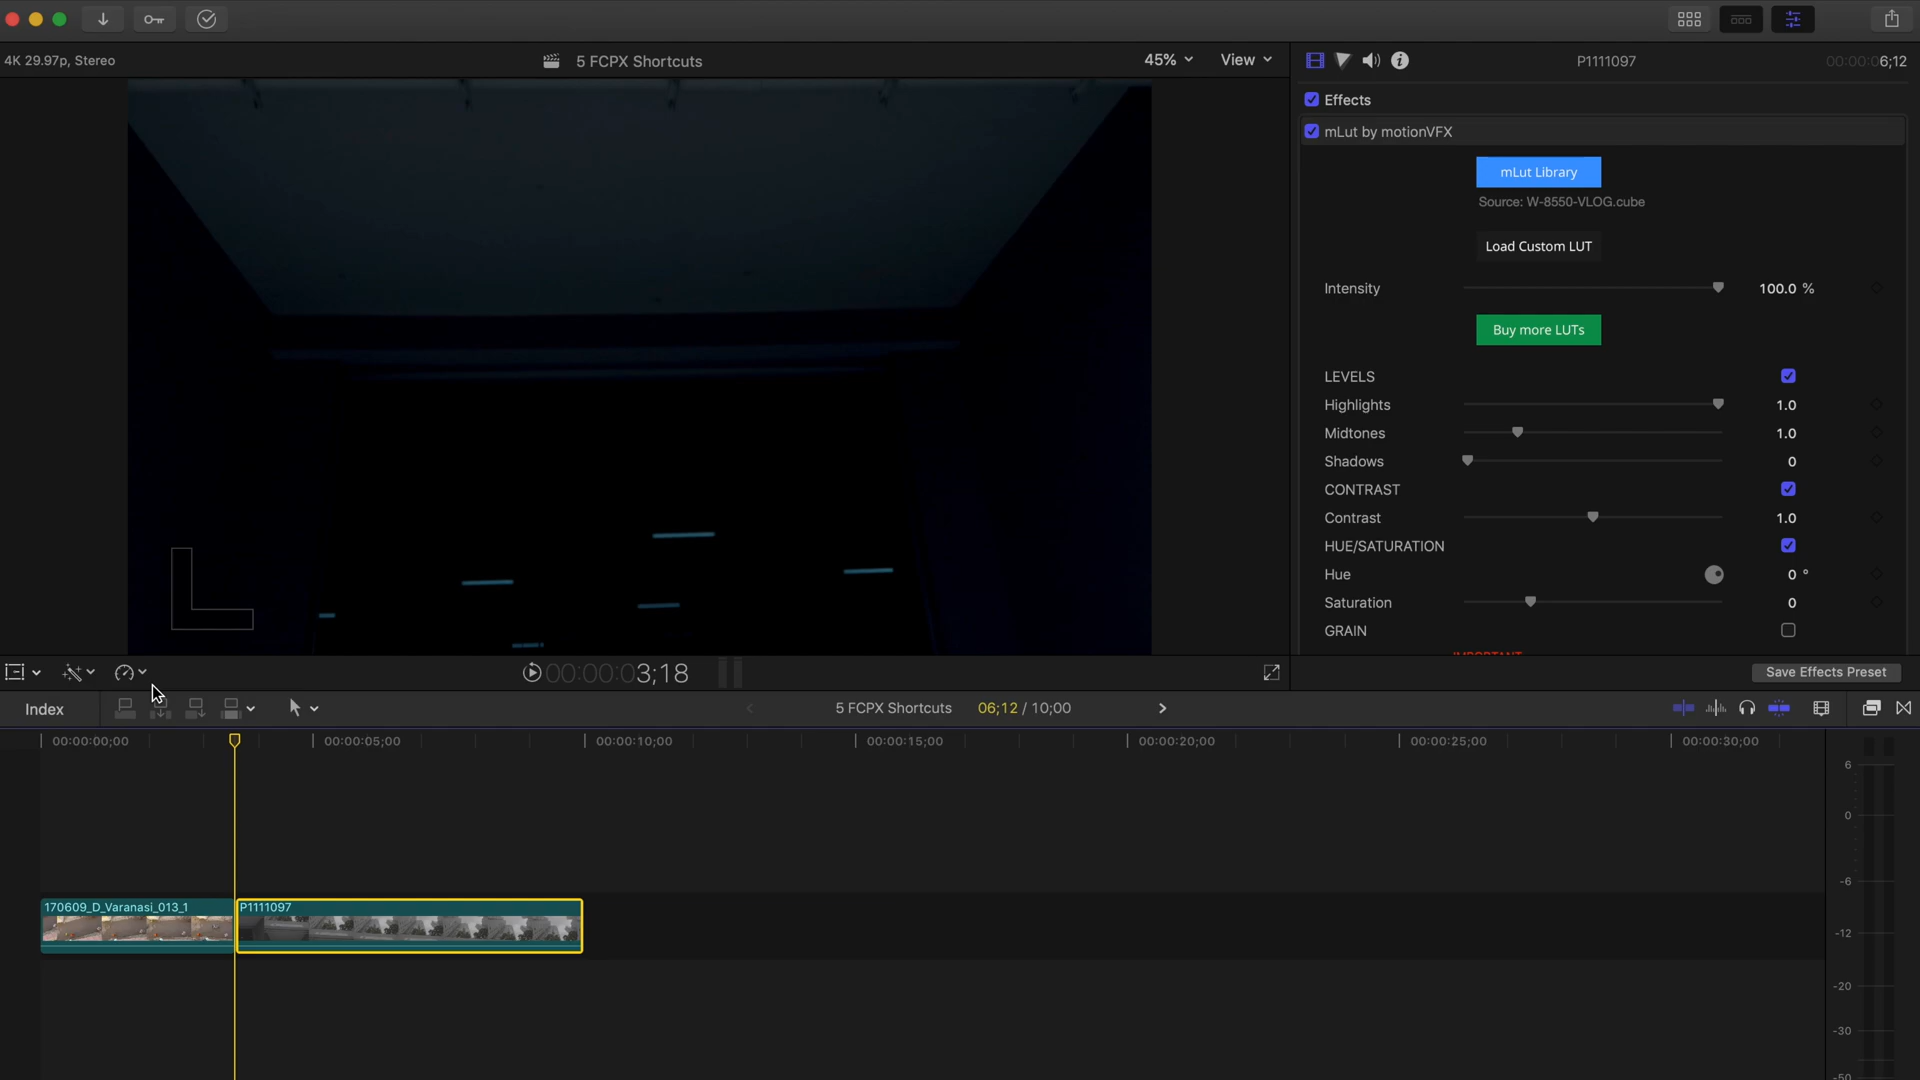 4K 29.97p, Stereo
5 FCPX Shortcuts
45%
View
P1111097
00:00:06;12
Effects
mLut by motionVFX
mLut Library
Source: W-8550-VLOG.cube
Load Custom LUT
Intensity
100.0 %
Buy more LUTs
LEVELS
Highlights
1.0
Midtones
1.0
Shadows
0
CONTRAST
Contrast
1.0
HUE/SATURATION
Hue
0 °
Saturation
0
GRAIN
00:00:03;18
Save Effects Preset
Index
5 FCPX Shortcuts
06;12 / 10;00
00:00:00;00
00:00:05;00
00:00:10;00
00:00:15;00
00:00:20;00
00:00:25;00
00:00:30;00
6
0
-6
-12
-20
-30
-50
170609_D_Varanasi_013_1
P1111097